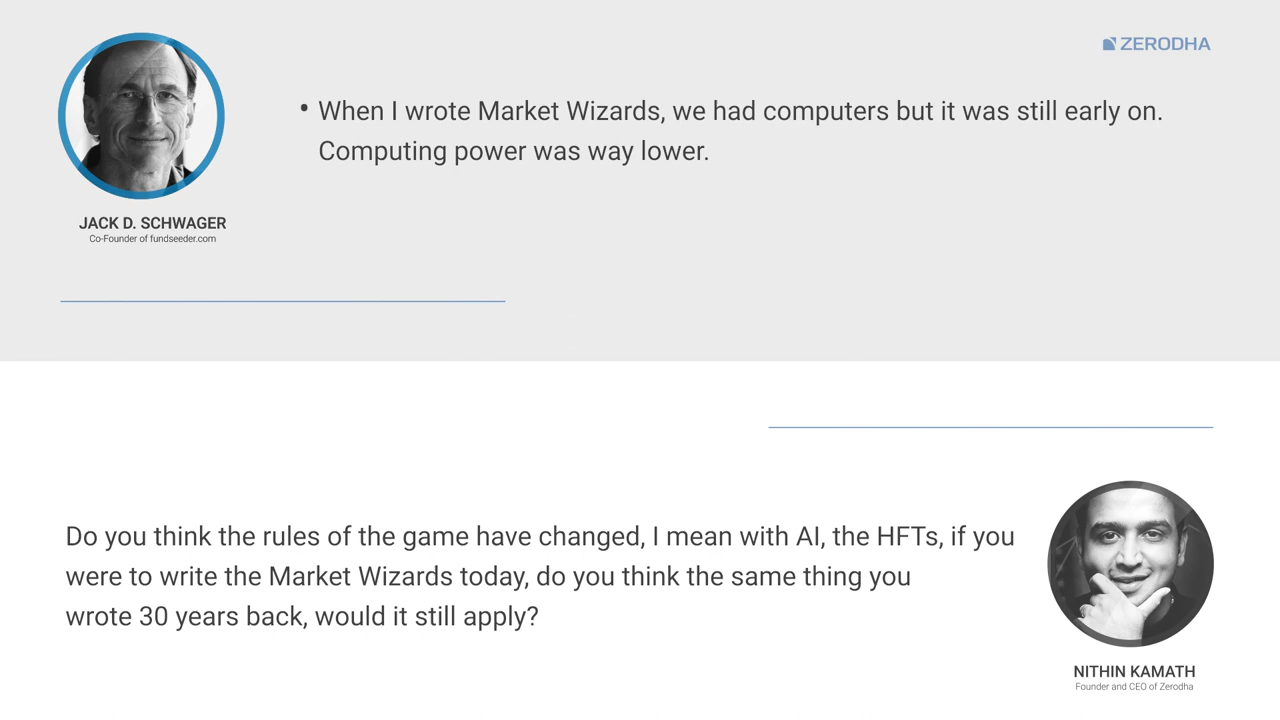 ZERODHA
• When I wrote Market Wizards, we had computers but it was still early on.
Computing power was way lower.
JACK D. SCHWAGER
Co-Founder of fundseeder.com
Do you think the rules of the game have changed, I mean with AI, the HFTs, if you
were to write the Market Wizards today, do you think the same thing you
wrote 30 years back, would it still apply?
NITHIN KAMATH
Founder and CEO of Zerodha